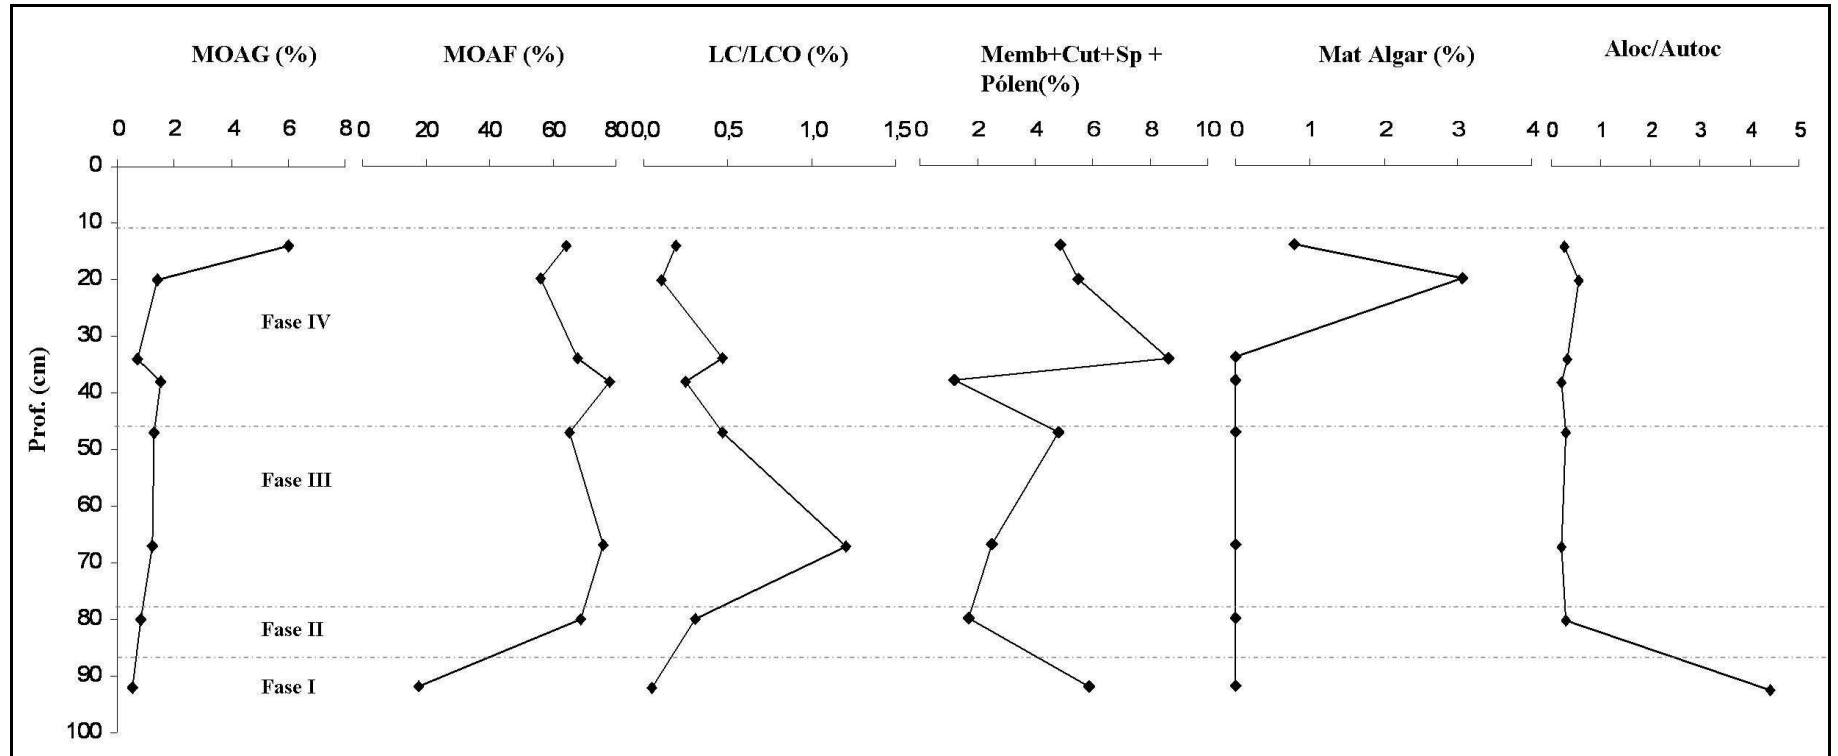 MOAG (%) MOAF (%) LC/LCO (%) Memb+Cut+Sp + Mat Algar (%) Aloc/Autoc
Pólen(%)
0 2 4 6 8 0 20 40 60 80 0,0 0,5 1,0 1,5 0 2 4 6 8 10 0 1 2 3 4 0 1 2 3 4 5
0
10
20
Fase IV
30
Prof. (cm)
40
50
Fase III
60
70
80
Fase II
90
Fase I
100